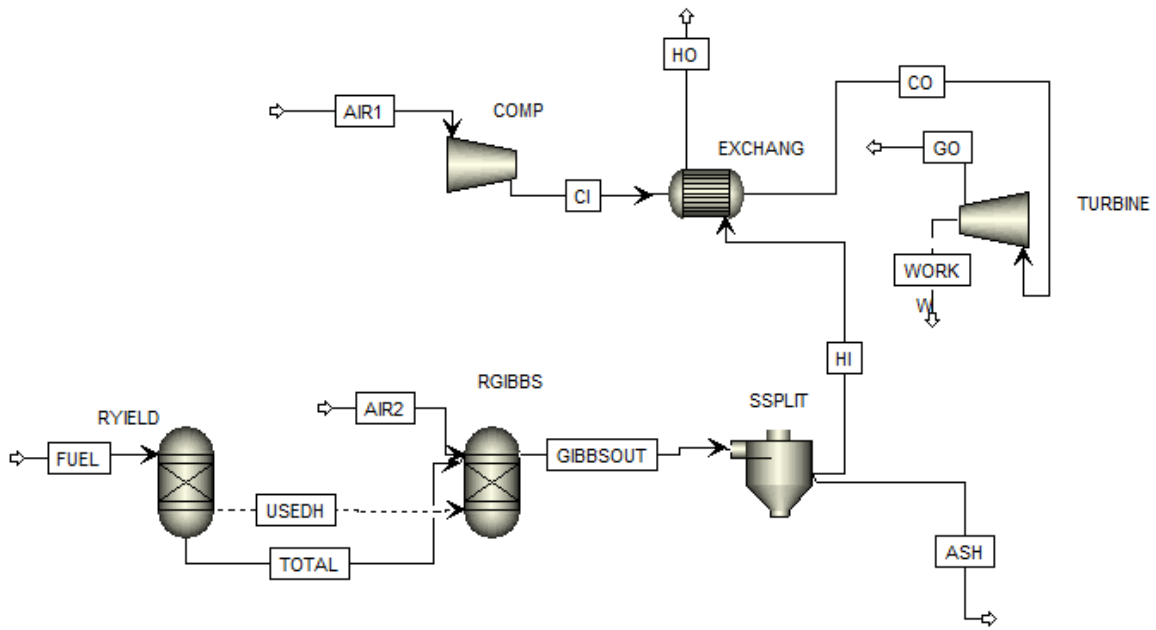 HO
CO
AIR1
COMP
EXCHANG
GO
CI
TURBINE
WORK
W
HI
RGIBBS
SSPLIT
RYIELD
AIR2
FUEL
GIBBSOUT
USEDH
TOTAL
ASH